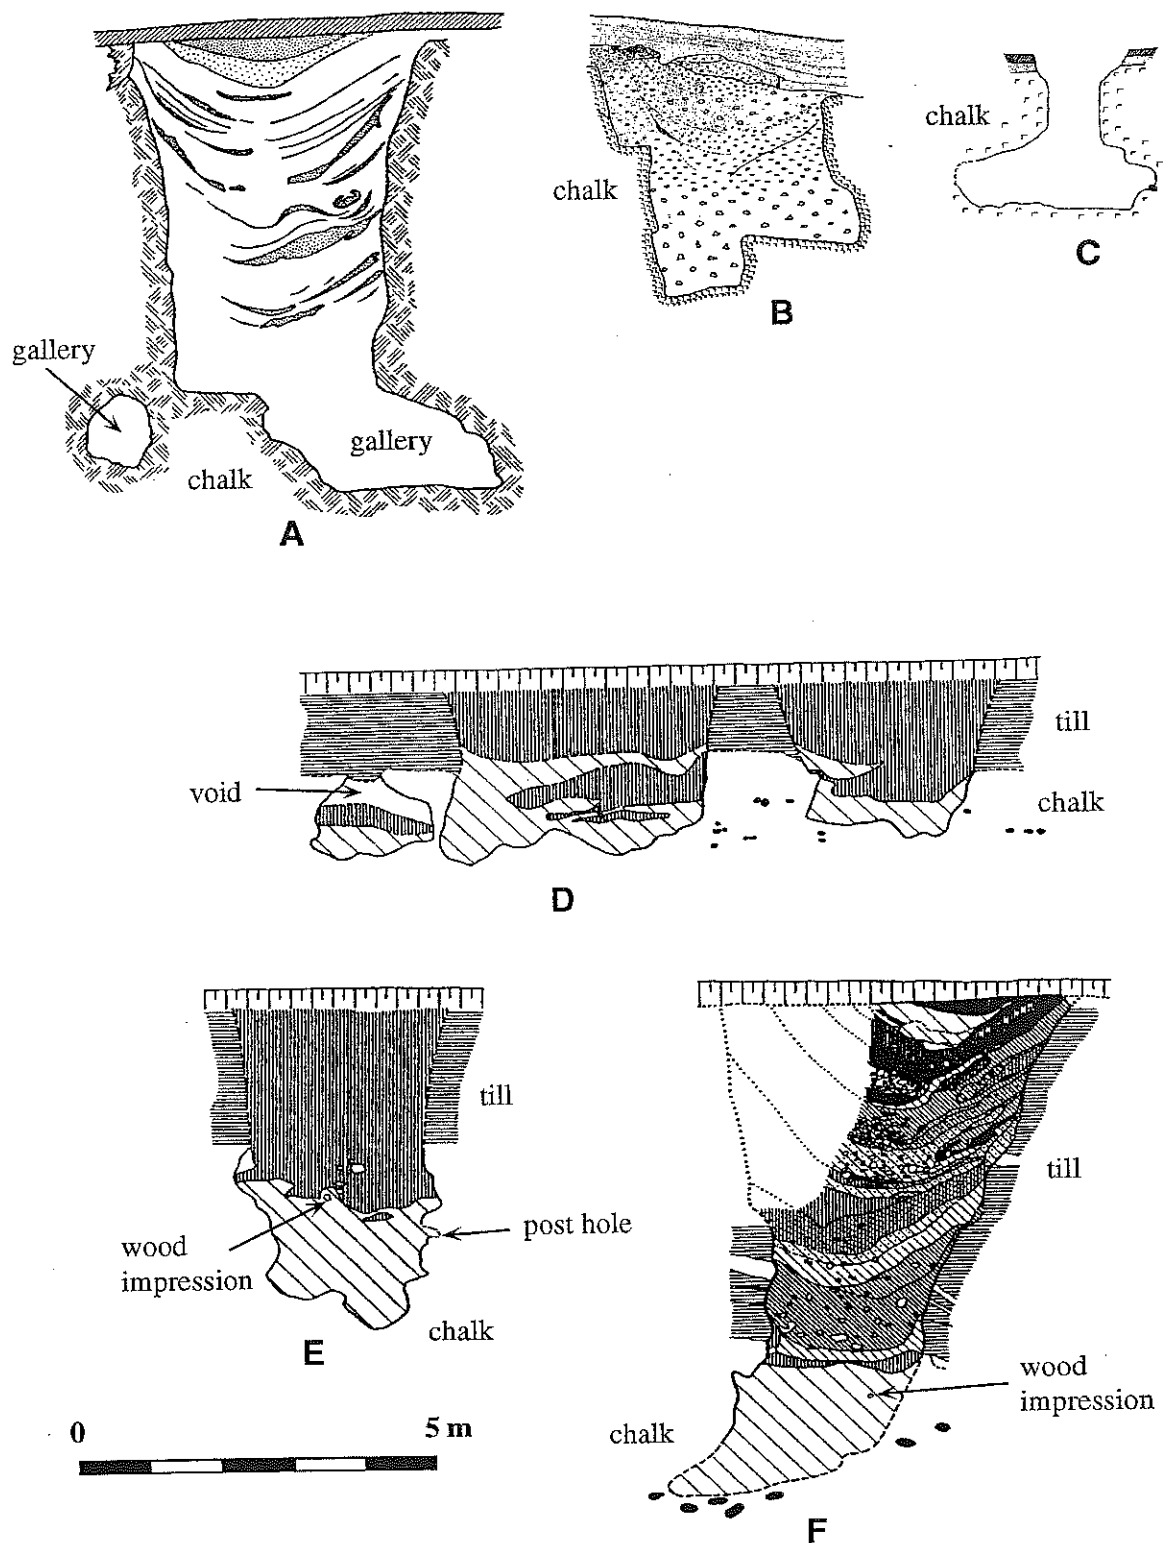 chalk
chalk
C
B
gallery
gallery
chalk
A
till
void
chalk
D
till
till
post hole
wood
impression
chalk
E
wood
impression
0 5 m
chalk
F